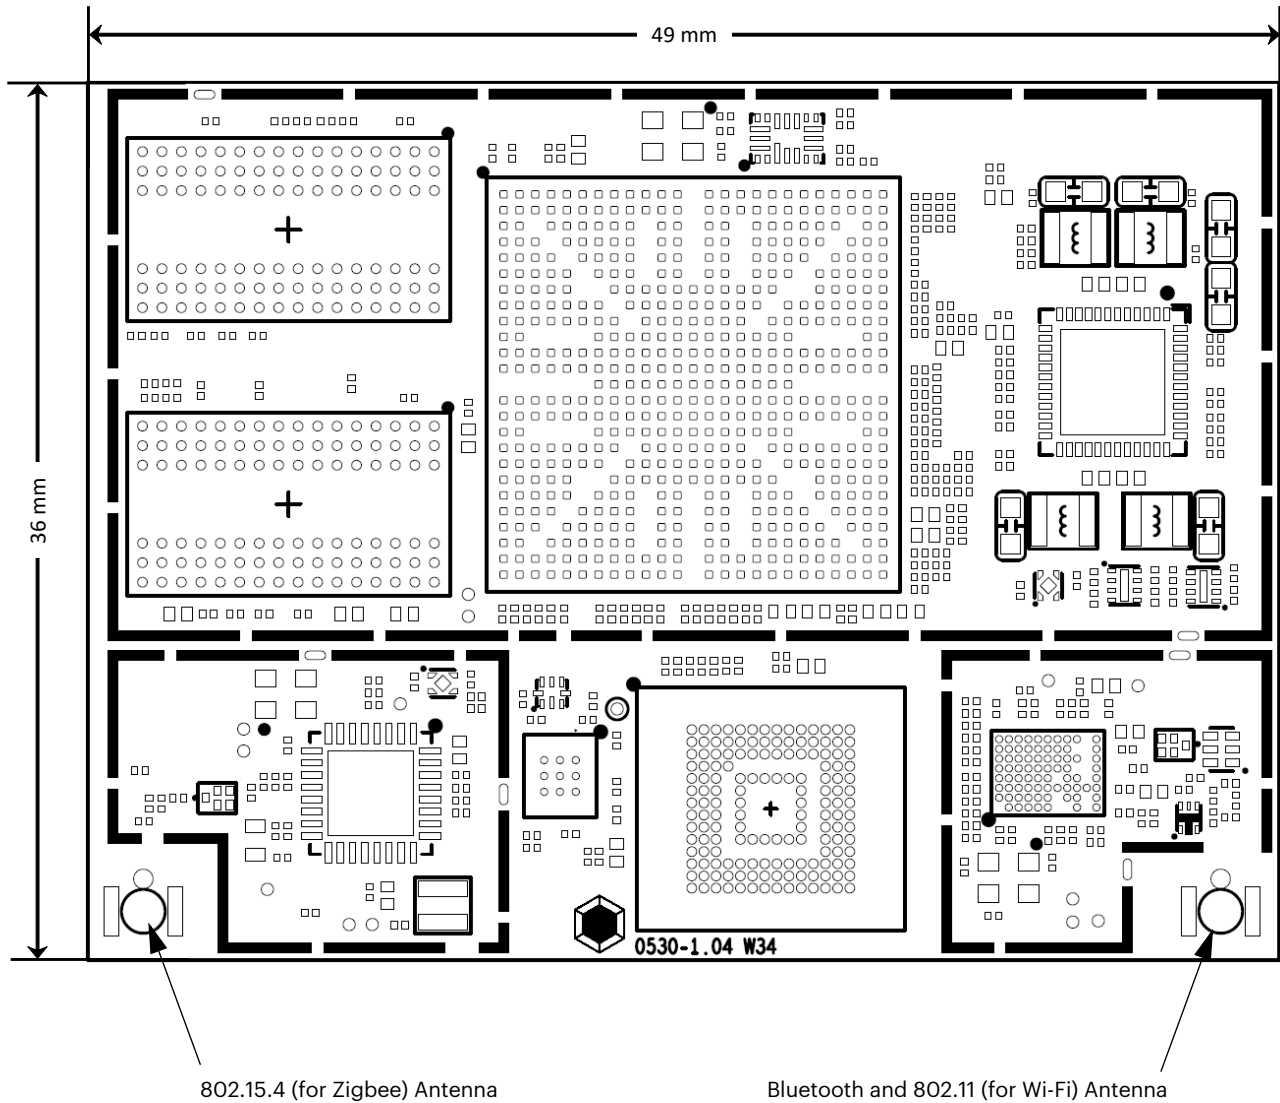 49 mm
36 mm
0530-1.04 W34
802.15.4 (for Zigbee) Antenna
Bluetooth and 802.11 (for Wi-Fi) Antenna